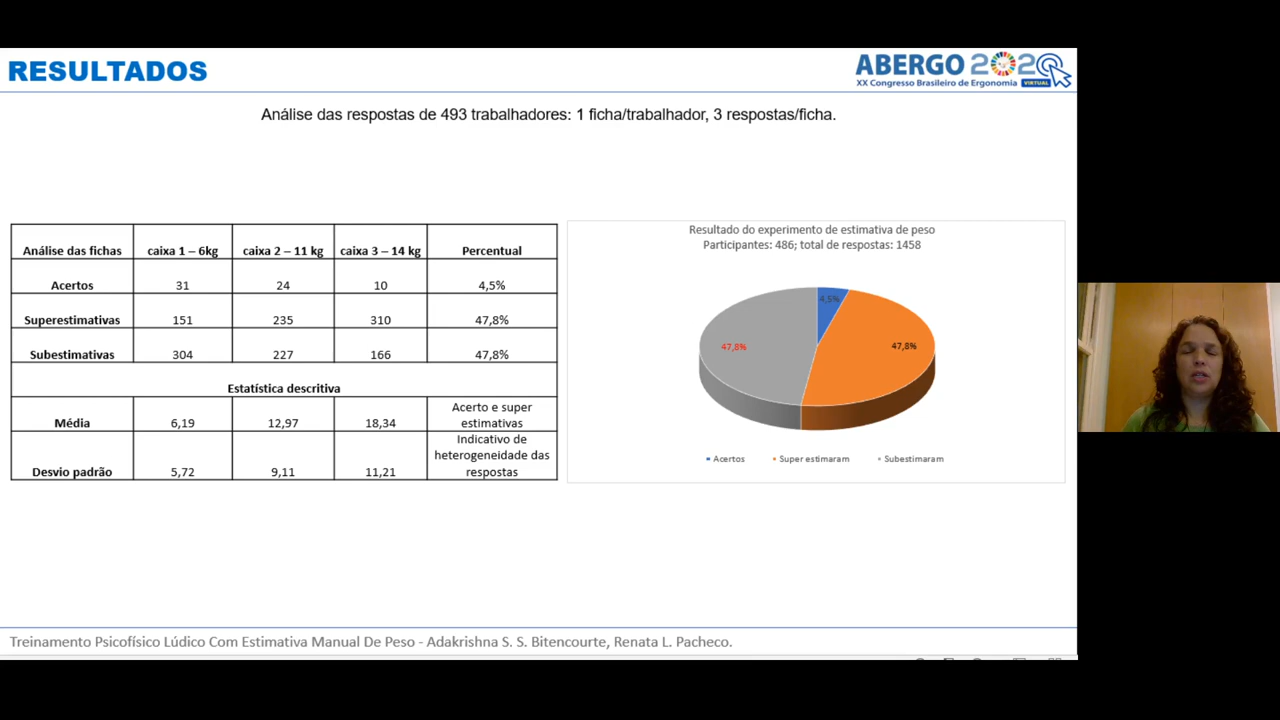 RESULTADOS
ABERGO 2020
XX Congresso Brasileiro de Ergonomia VIRTUAL
Análise das respostas de 493 trabalhadores: 1 ficha/trabalhador, 3 respostas/ficha.
Análise das fichas caixa 1 – 6kg caixa 2 – 11 kg caixa 3 – 14 kg Percentual
Acertos 31 24 10 4,5%
Superestimativas 151 235 310 47,8%
Subestimativas 304 227 166 47,8%
Estatística descritiva
Média 6,19 12,97 18,34 Acerto e super estimativas
Desvio padrão 5,72 9,11 11,21 Indicativo de heterogeneidade das respostas
Resultado do experimento de estimativa de peso
Participantes: 486; total de respostas: 1458
4,5%
47,8%
47,8%
Acertos Super estimaram Subestimaram
Treinamento Psicofísico Lúdico Com Estimativa Manual De Peso - Adakrishna S. S. Bitencourte, Renata L. Pacheco.